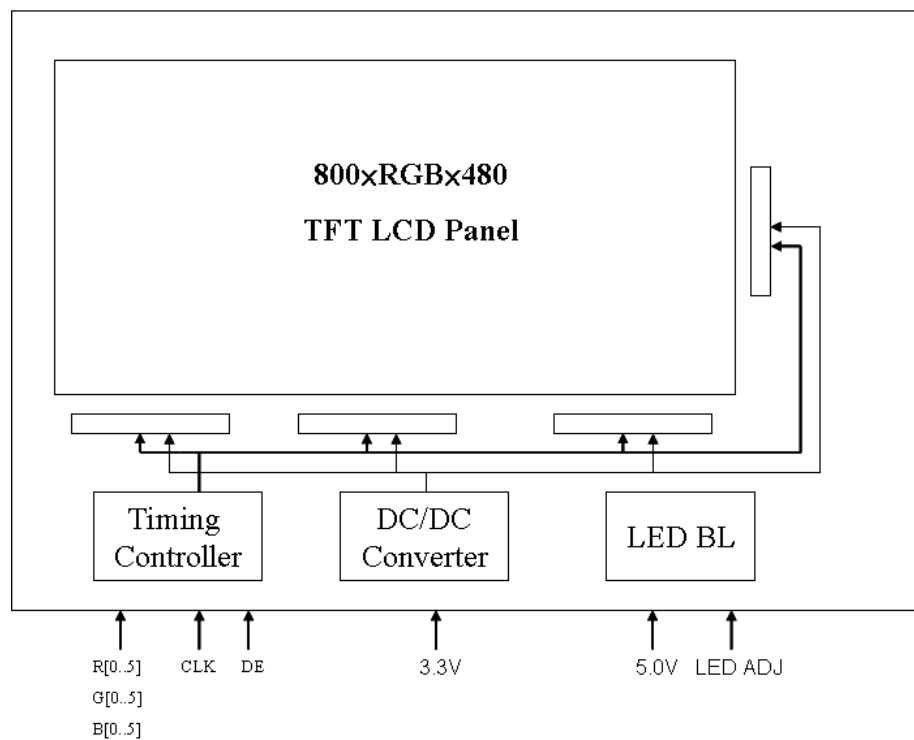 800xRGBx480
TFT LCD Panel
Timing
Controller
DC/DC
Converter
LED BL
R[0..5]
CLK
DE
3.3V
5.0V
LED ADJ
G[0..5]
B[0..5]